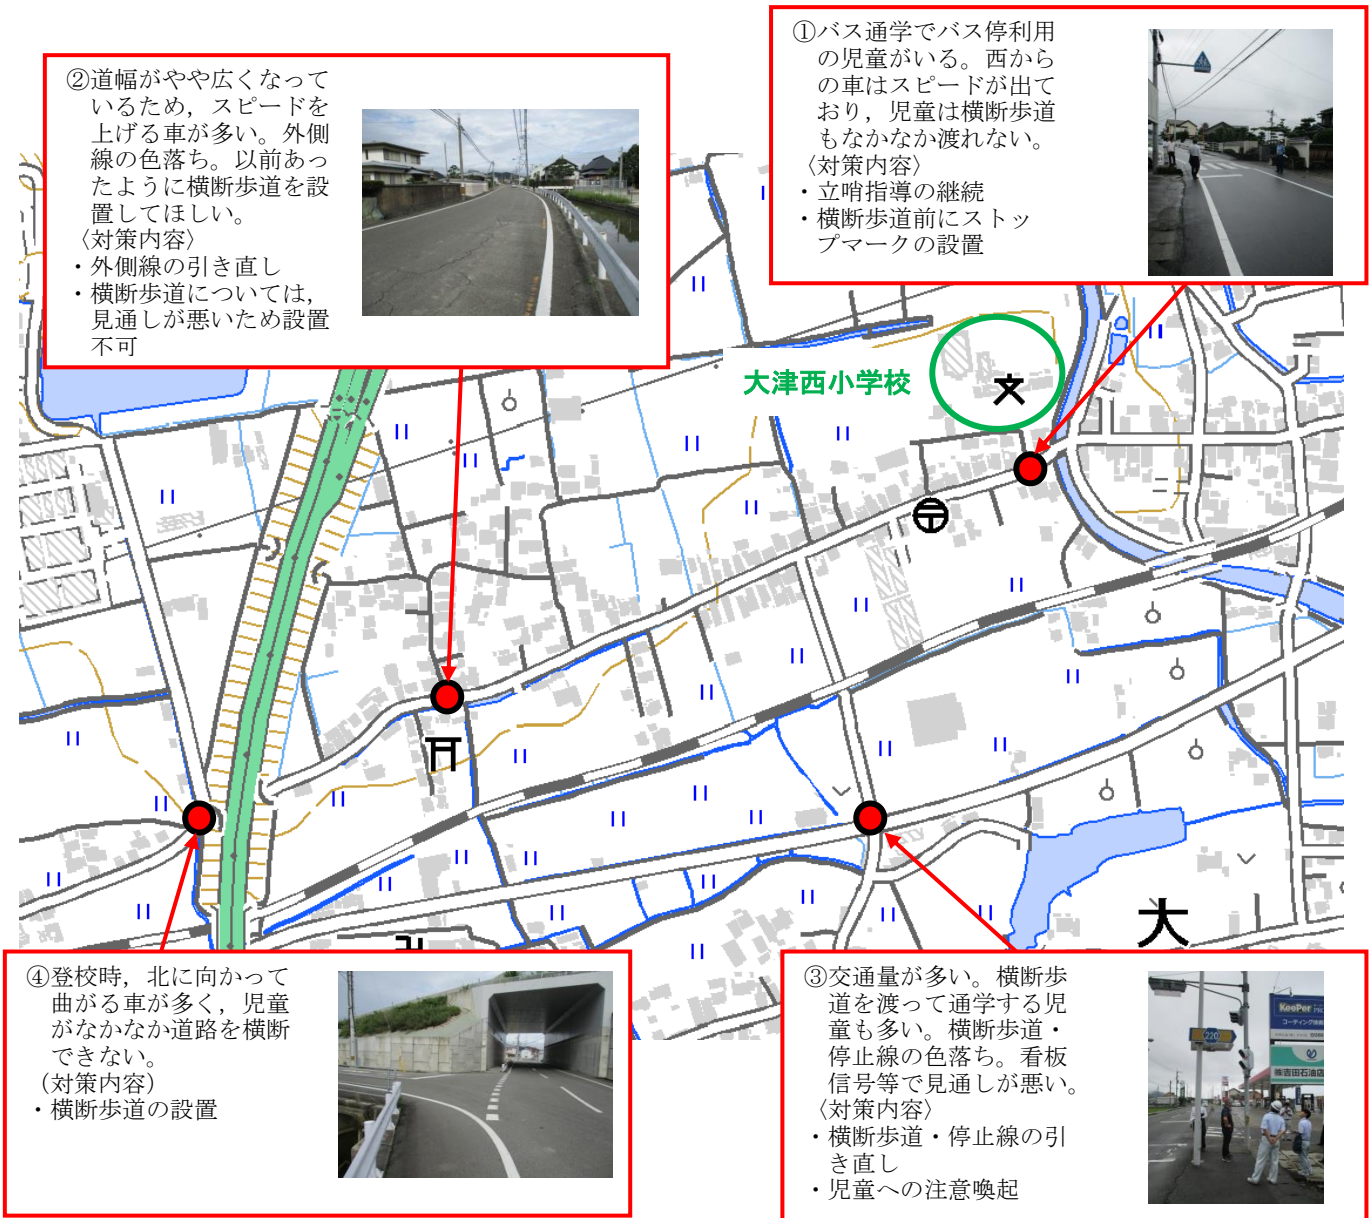 ①バス通学でバス停利用
の児童がいる。西から
の車はスピードが出て
おり，児童は横断歩道
もなかなか渡れない。
〈対策内容〉
・立哨指導の継続
・横断歩道前にストッ
プマークの設置
②道幅がやや広くなって
いるため，スピードを
上げる車が多い。外側
線の色落ち。以前あっ
たように横断歩道を設
置してほしい。
〈対策内容〉
・外側線の引き直し
・横断歩道については，
見通しが悪いため設置
不可
大津西小学校
文
大
④登校時，北に向かって
曲がる車が多く，児童
がなかなか道路を横断
できない。
（対策内容）
・横断歩道の設置
③交通量が多い。横断歩
道を渡って通学する児
童も多い。横断歩道・
停止線の色落ち。看板
信号等で見通しが悪い。
〈対策内容〉
・横断歩道・停止線の引
き直し
・児童への注意喚起
KeePer
220
㈱吉田石油店